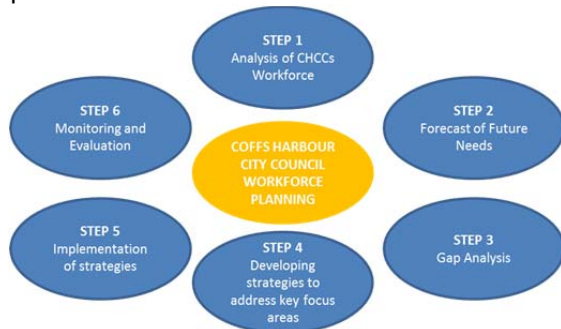 STEP 1
Analysis of CHCCs
Workforce
STEP 2
Forecast of Future
Needs
STEP 3
Gap Analysis
STEP 4
Developing
strategies to
address key focus
areas
STEP 5
Implementation
of strategies
STEP 6
Monitoring and
Evaluation
COFFS HARBOUR
CITY COUNCIL
WORKFORCE
PLANNING